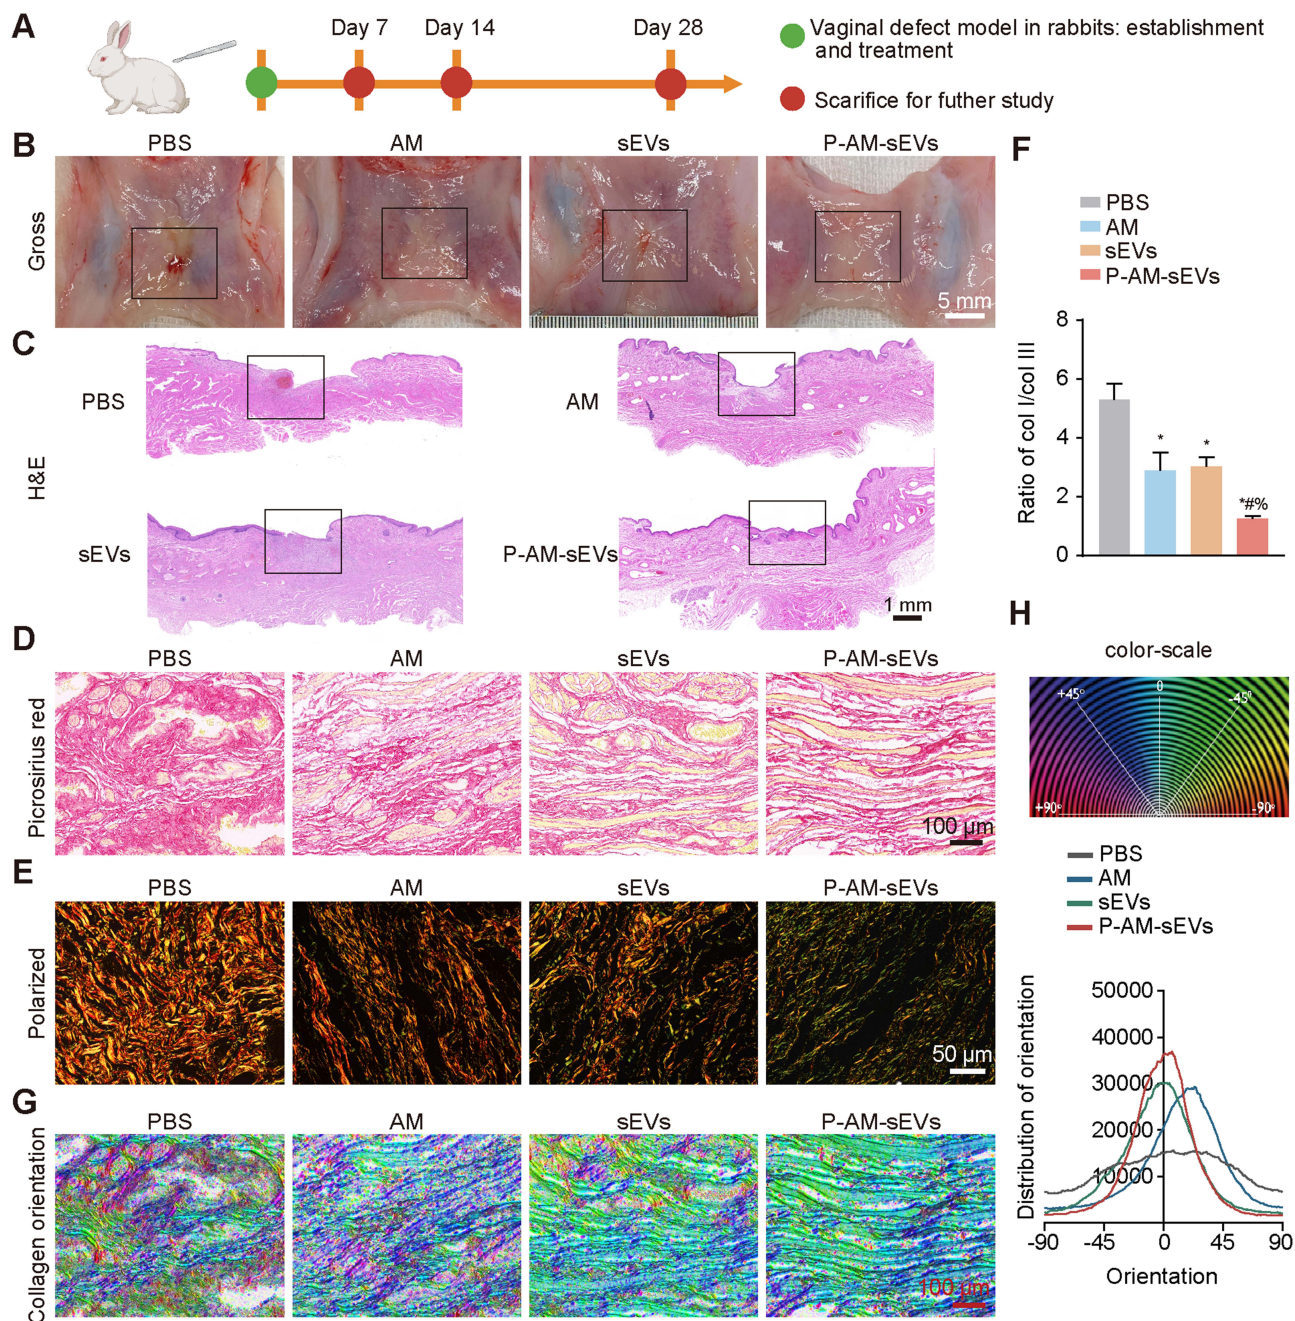 A
Day 7
Day 14
Day 28
Vaginal defect model in rabbits: establishment
and treatment
Scarifice for futher study
B
PBS
AM
sEVs
P-AM-sEVs
Gross
5 mm
C
H&E
PBS
AM
sEVs
P-AM-sEVs
1 mm
D
PBS
AM
sEVs
P-AM-sEVs
Picrosirius red
100 µm
E
PBS
AM
sEVs
P-AM-sEVs
Polarized
50 µm
G
PBS
AM
sEVs
P-AM-sEVs
Collagen orientation
100 µm
F
PBS
AM
sEVs
P-AM-sEVs
Ratio of col I/col III
8
6
4
2
0
*
*
*#%
H
color-scale
+45°
0
-45°
+90°
-90°
PBS
AM
sEVs
P-AM-sEVs
Distribution of orientation
50000
40000
30000
20000
10000
-90
-45
0
45
90
Orientation